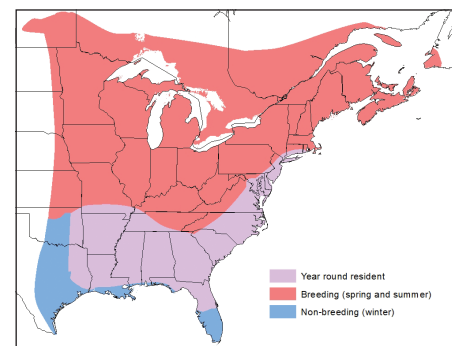 Year round resident
Breeding (spring and summer)
Non-breeding (winter)